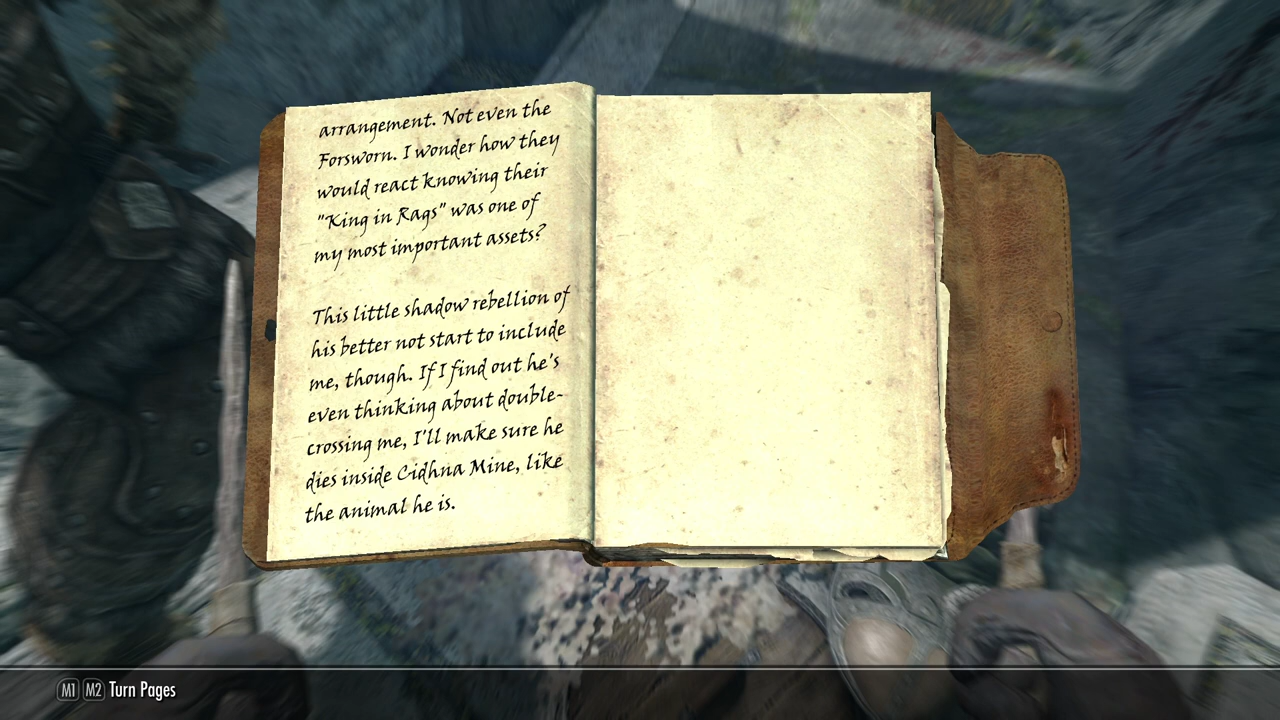 arrangement. Not even the
Forsworn. I wonder how they
would react knowing their
"King in Rags" was one of
my most important assets?
This little shadow rebellion of
his better not start to include
me, though. If I find out he's
even thinking about double-
crossing me, I'll make sure he
dies inside Cidhna Mine, like
the animal he is.
M1 M2 Turn Pages